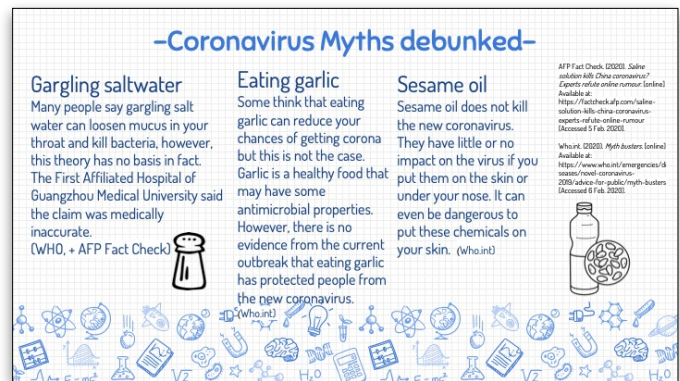 -Coronavirus Myths debunked-
Gargling saltwater
Many people say gargling salt
water can loosen mucus in your
throat and kill bacteria, however,
this theory has no basis in fact.
The First Affiliated Hospital of
Guangzhou Medical University said
the claim was medically
inaccurate.
(WHO, + AFP Fact Check)
Eating garlic
Some think that eating
garlic can reduce your
chances of getting corona
but this is not the case.
Garlic is a healthy food that
may have some
antimicrobial properties.
However, there is no
evidence from the current
outbreak that eating garlic
has protected people from
the new coronavirus.
(Who.int)
Sesame oil
Sesame oil does not kill
the new coronavirus.
They have little or no
impact on the virus if you
put them on the skin or
under your nose. It can
even be dangerous to
put these chemicals on
your skin. (Who.int)
AFP Fact Check. (2020). Saline
solution kills China coronavirus?
Experts refute online rumour. [online]
Available at:
https://factcheck.afp.com/saline-
solution-kills-china-coronavirus-
experts-refute-online-rumour
[Accessed 5 Feb. 2020].
Who.int. (2020). Myth busters. [online]
Available at:
https://www.who.int/emergencies/di
seases/novel-coronavirus-
2019/advice-for-public/myth-busters
[Accessed 6 Feb. 2020].
E=mc²
√2
H₂O
H₂O